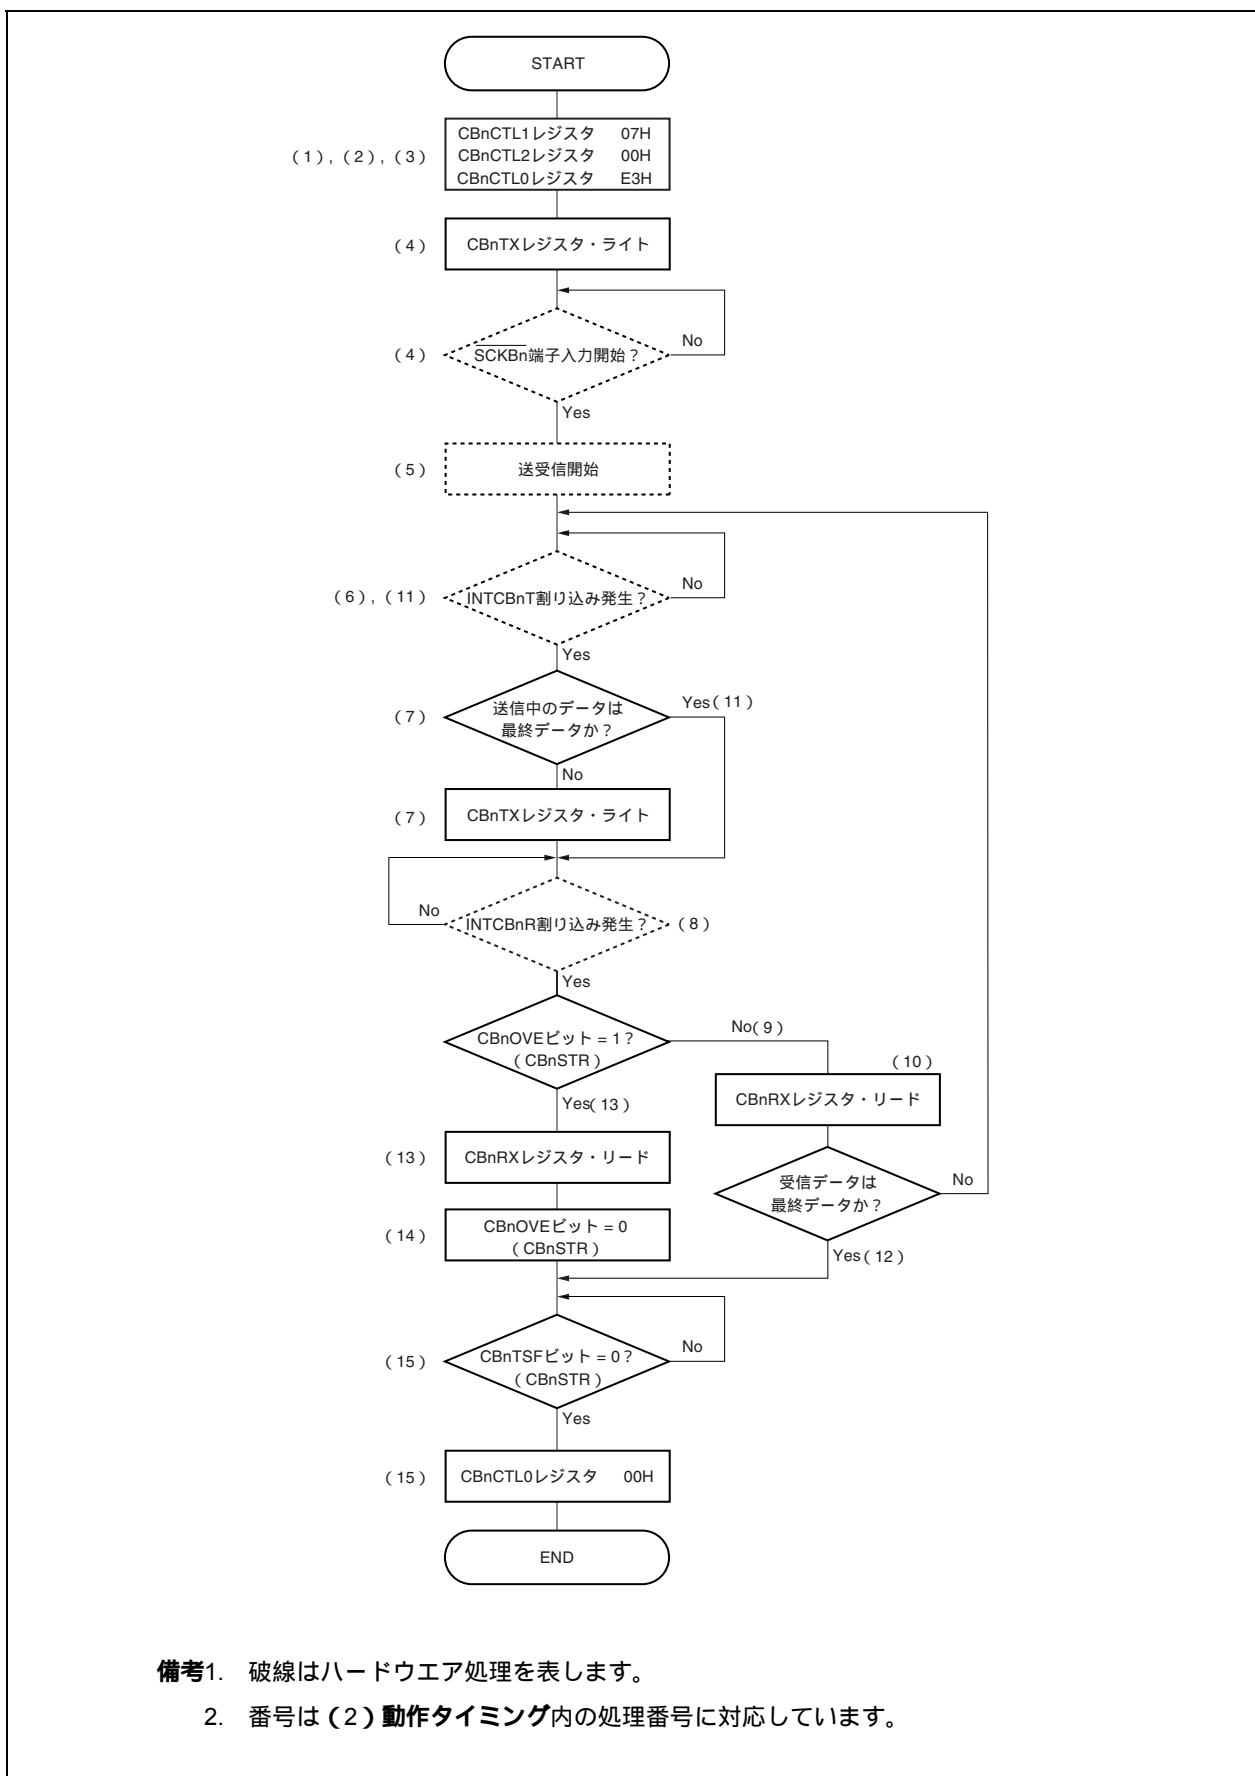 START
CBnCTL1レジスタ 07H
(1),(2),(3) CBnCTL2レジスタ 00H
CBnCTL0レジスタ E3H
(4) CBnTXレジスタ・ライト
(4) SCKBn端子入力開始? No
Yes
(5) 送受信開始
(6),(11) INTCBnT割り込み発生? No
Yes
(7) 送信中のデータは Yes(11)
最終データか?
No
(7) CBnTXレジスタ・ライト
No INTCBnR割り込み発生? (8)
Yes
CBnOVEビット = 1? No(9)
(CBnSTR)
(10)
CBnRXレジスタ・リード
Yes(13)
(13) CBnRXレジスタ・リード
受信データは No
最終データか?
(14) CBnOVEビット = 0
(CBnSTR)
Yes(12)
(15) CBnTSFビット = 0? No
(CBnSTR)
Yes
(15) CBnCTL0レジスタ 00H
END
備考1. 破線はハードウエア処理を表します。
2. 番号は(2)動作タイミング内の処理番号に対応しています。